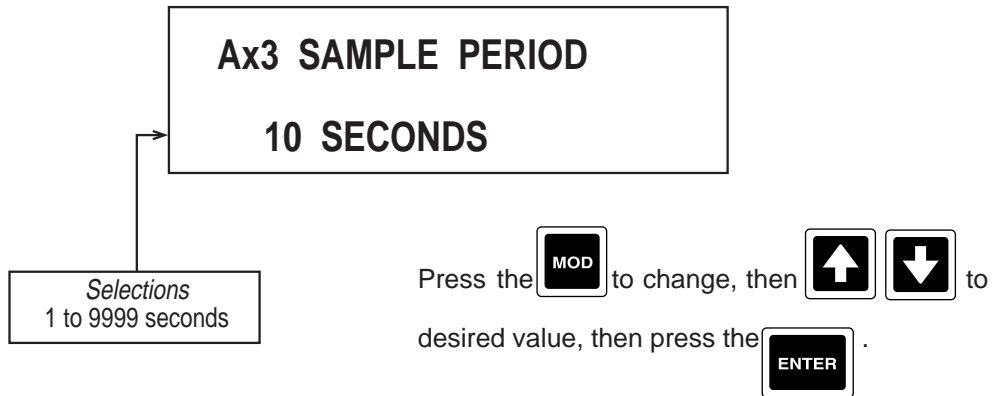 Ax3 SAMPLE PERIOD
10 SECONDS
Selections
1 to 9999 seconds
Press the MOD to change, then to
desired value, then press the ENTER .